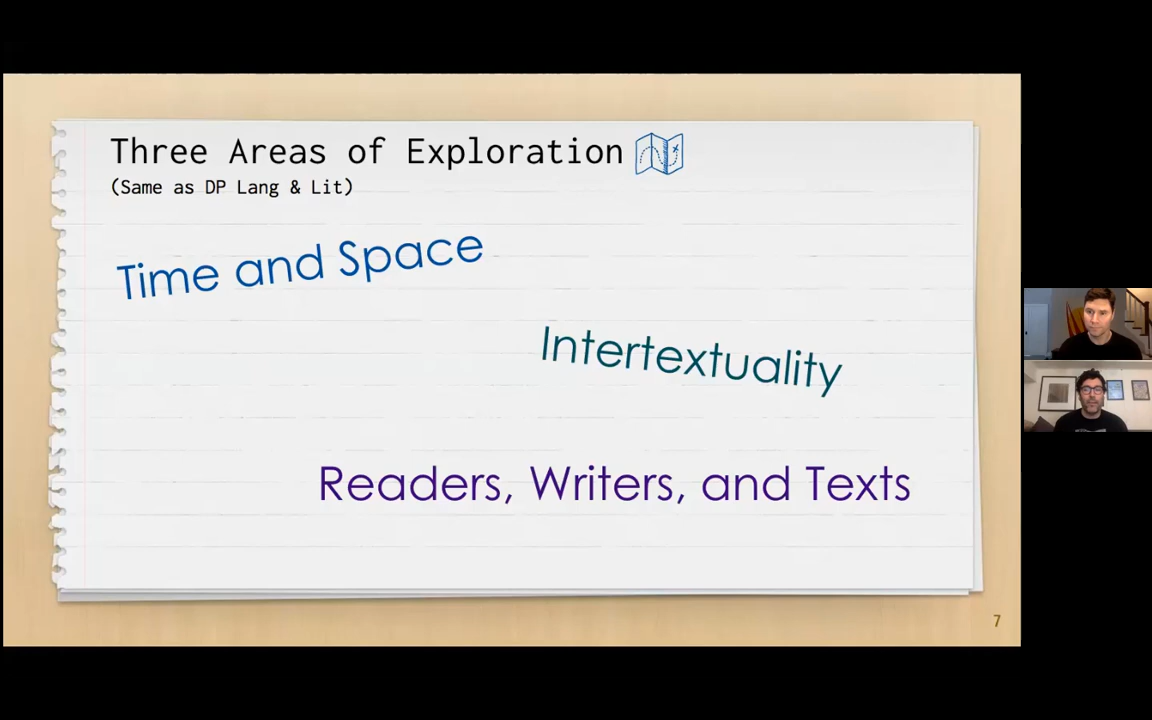 Three Areas of Exploration
(Same as DP Lang & Lit)
Time and Space
Intertextuality
Readers, Writers, and Texts
7